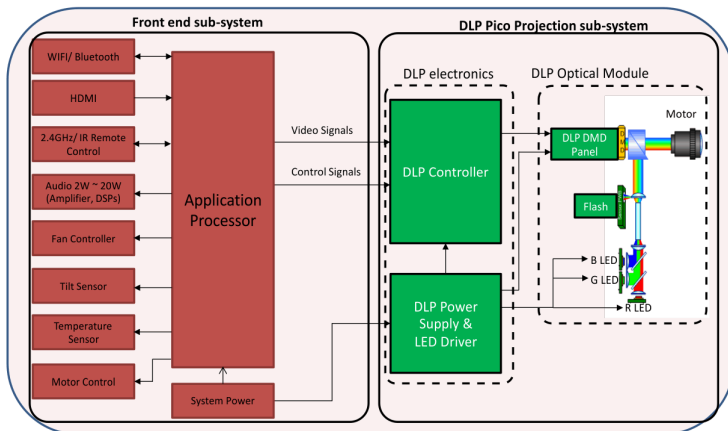 Front end sub-system
DLP Pico Projection sub-system
WIFI/ Bluetooth
HDMI
2.4GHz/ IR Remote
Control
Audio 2W ~ 20W
(Amplifier, DSPs)
Fan Controller
Tilt Sensor
Temperature
Sensor
Motor Control
Application
Processor
System Power
Video Signals
Control Signals
DLP electronics
DLP Controller
DLP Power
Supply &
LED Driver
DLP Optical Module
Motor
DLP DMD
Panel
Flash
B LED
G LED
R LED